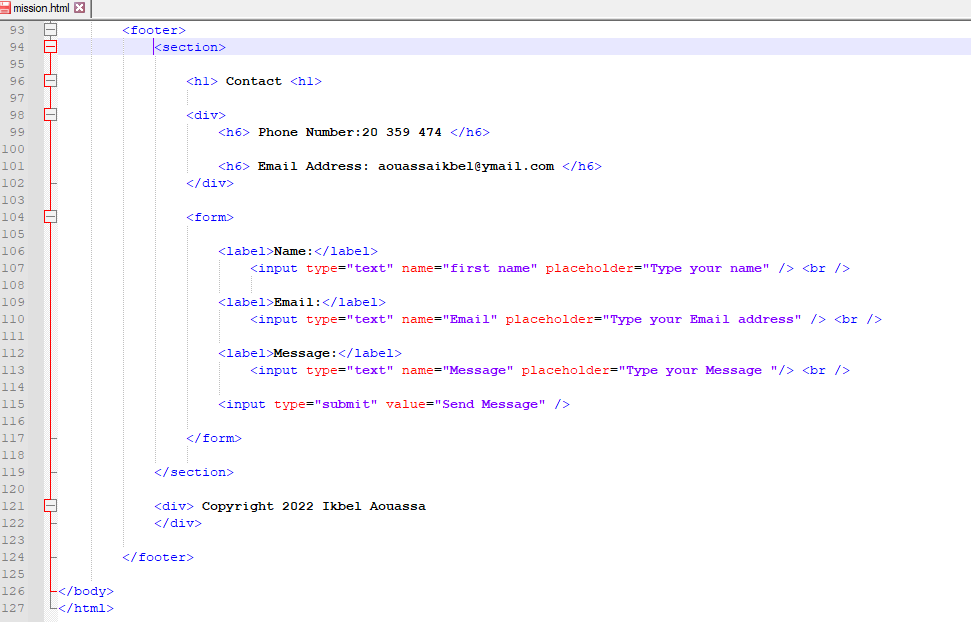 mission.html
93 <footer>
94 <section>
95
96 <h1> Contact <h1>
97
98 <div>
99 <h6> Phone Number:20 359 474 </h6>
100
101 <h6> Email Address: aouassaikbel@ymail.com </h6>
102 </div>
103
104 <form>
105
106 <label>Name:</label>
107 <input type="text" name="first name" placeholder="Type your name" /> <br />
108
109 <label>Email:</label>
110 <input type="text" name="Email" placeholder="Type your Email address" /> <br />
111
112 <label>Message:</label>
113 <input type="text" name="Message" placeholder="Type your Message "/> <br />
114
115 <input type="submit" value="Send Message" />
116
117 </form>
118
119 </section>
120
121 <div> Copyright 2022 Ikbel Aouassa
122 </div>
123
124 </footer>
125
126 </body>
127 </html>